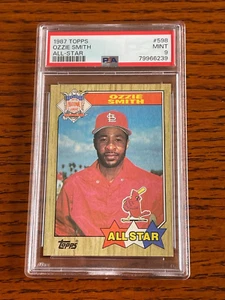 1987 TOPPS #598
OZZIE SMITH MINT
ALL-STAR 9
PSA 79966239
OZZIE
SMITH
ALL STAR
Topps